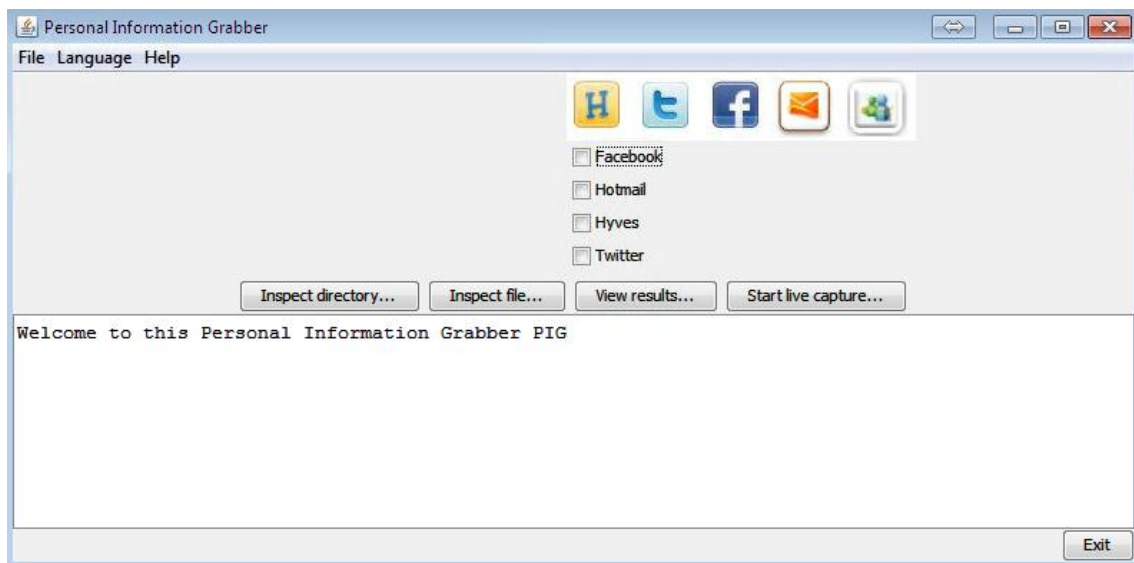 Personal Information Grabber
File Language Help
H t f
Facebook
Hotmail
Hyves
Twitter
Inspect directory... Inspect file... View results... Start live capture...
Welcome to this Personal Information Grabber PIG
Exit